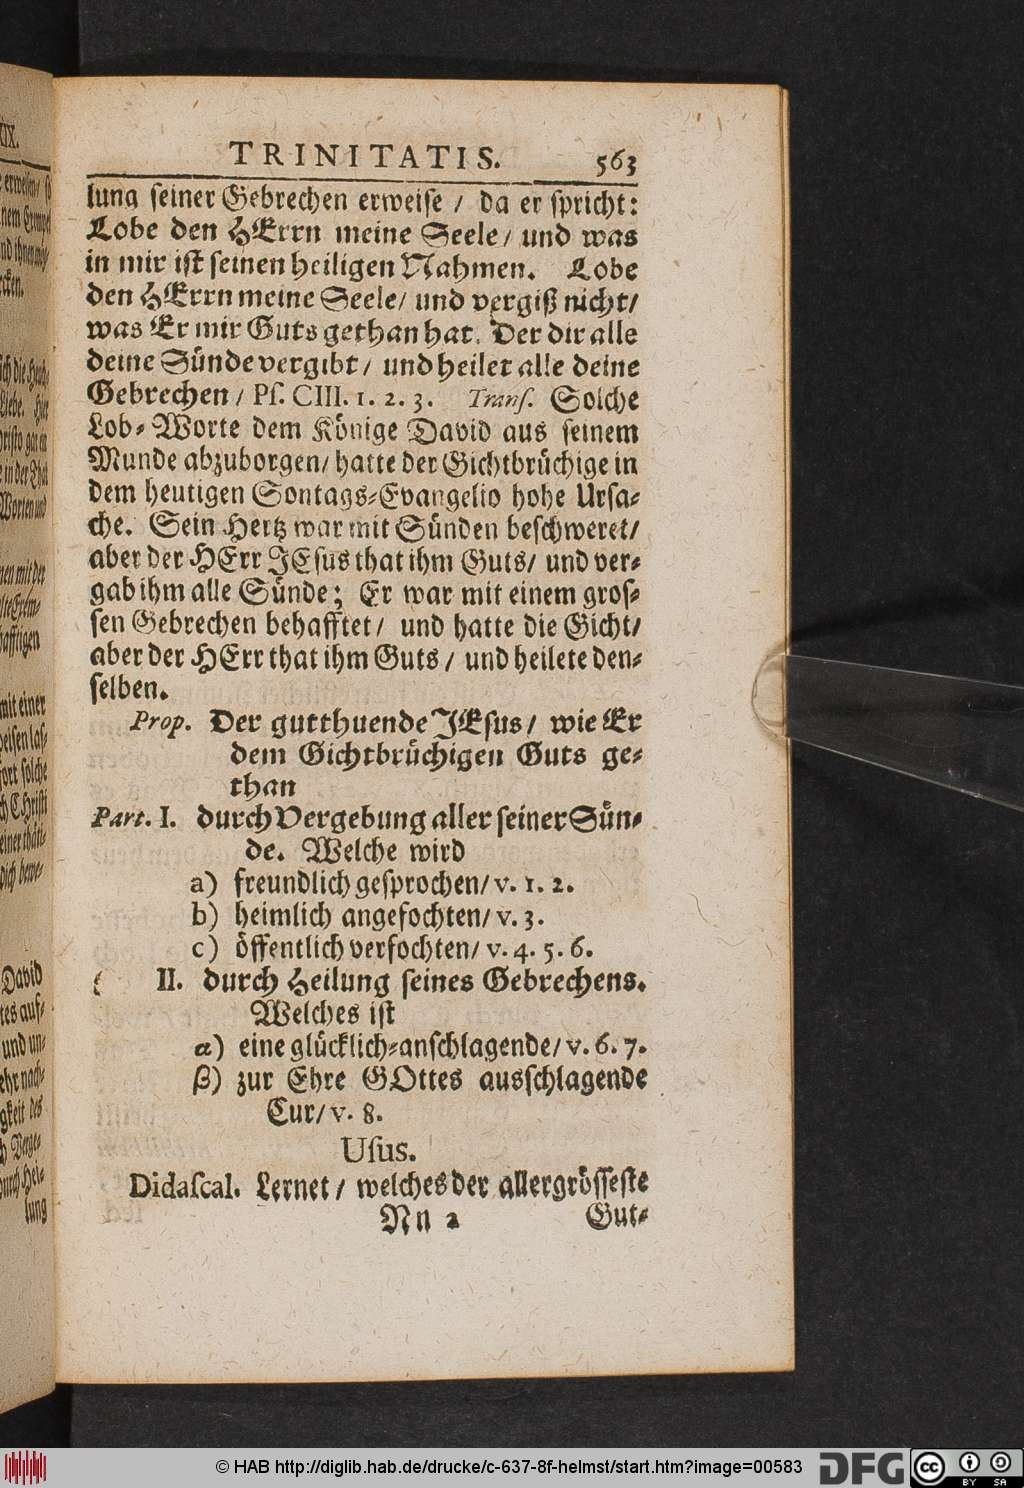 TRINITATIS. 563
lung seiner Gebrechen erweise / da er spricht:
Lobe den HErrn meine Seele / und was
in mir ist seinen heiligen Nahmen. Lobe
den HErrn meine Seele / und vergiß nicht /
was Er mir Guts gethan hat. Der dir alle
deine Sünde vergibt / und heilet alle deine
Gebrechen / Ps. CIII. 1. 2. 3. Trans. Solche
Lob-Worte dem Könige David aus seinem
Munde abzuborgen / hatte der Gichtbrüchige in
dem heutigen Sontags-Evangelio hohe Ursa-
che. Sein Hertz war mit Sünden beschweret /
aber der HErr JEsus that ihm Guts / und ver-
gab ihm alle Sünde; Er war mit einem gros-
sen Gebrechen behafftet / und hatte die Gicht /
aber der HErr that ihm Guts / und heilete den-
selben.
Prop. Der gutthuende JEsus / wie Er
dem Gichtbrüchigen Guts ge-
than
Part. I. durch Vergebung aller seiner Sün-
de. Welche wird
a) freundlich gesprochen / v. 1. 2.
b) heimlich angefochten / v. 3.
c) öffentlich verfochten / v. 4. 5. 6.
II. durch Heilung seines Gebrechens.
Welches ist
α) eine glücklich-anschlagende / v. 6. 7.
β) zur Ehre GOttes ausschlagende
Cur / v. 8.
Usus.
Didascal. Lernet / welches der allergrösseste
Nn 2 Gut-
© HAB http://diglib.hab.de/drucke/c-637-8f-helmst/start.htm?image=00583 DFG cc BY SA